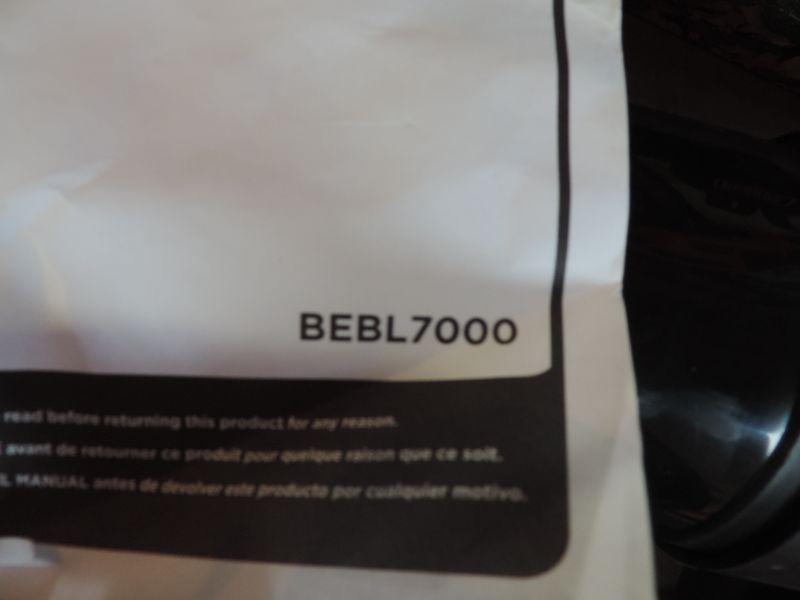 BEBL7000
read before returning this product for any reason.
avant de retourner ce produit pour quelque raison que ce soit.
EL MANUAL antes de devolver este producto por cualquier motivo.